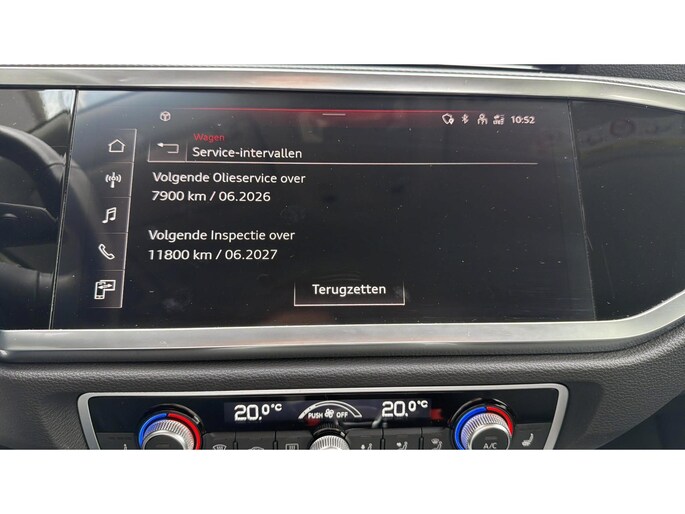 10:52
Wagen
Service-intervallen
Volgende Olieservice over
7900 km / 06.2026
Volgende Inspectie over
11800 km / 06.2027
Terugzetten
20.0°C
PUSH OFF
20.0°C
A/C